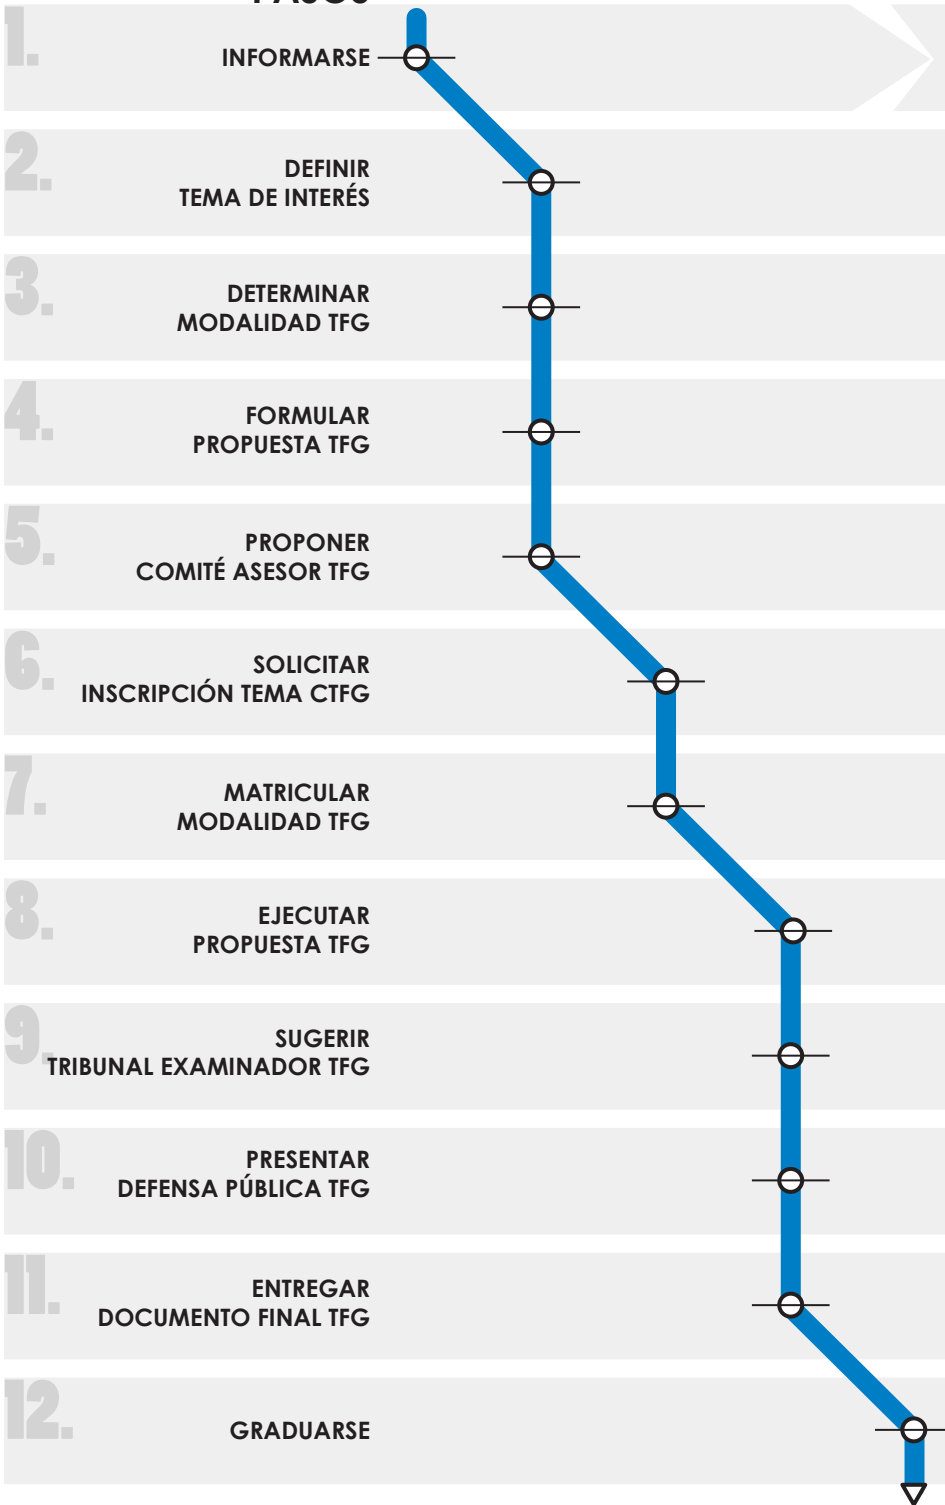 PASOS
1.
INFORMARSE
2.
DEFINIR
TEMA DE INTERÉS
3.
DETERMINAR
MODALIDAD TFG
4.
FORMULAR
PROPUESTA TFG
5.
PROPONER
COMITÉ ASESOR TFG
6.
SOLICITAR
INSCRIPCIÓN TEMA CTFG
7.
MATRICULAR
MODALIDAD TFG
8.
EJECUTAR
PROPUESTA TFG
9.
SUGERIR
TRIBUNAL EXAMINADOR TFG
10.
PRESENTAR
DEFENSA PÚBLICA TFG
11.
ENTREGAR
DOCUMENTO FINAL TFG
12.
GRADUARSE